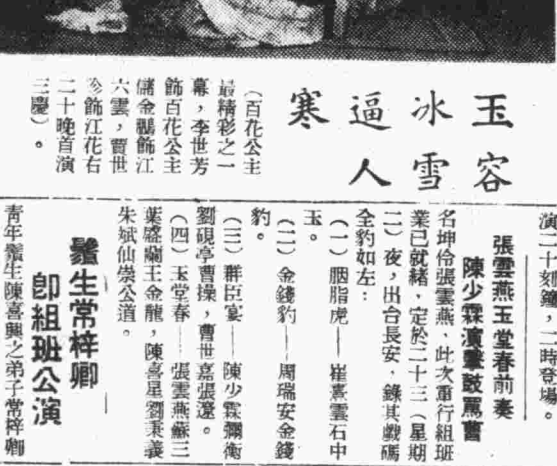 玉容
冰雪
逼人
寒
（百花公主
最精彩之一
幕，李世芳
飾百花公主
儲金鵬飾江
六雲，賈世
珍飾江花右
二十晚首演
三慶）。
演二十刻鐘，二時登場。
張雲燕玉堂春前奏
陳少霖演擊鼓罵曹
名坤伶張雲燕，此次重行組班
業已就緒，定於二十三（星期
二）夜，出台長安，錄其戲碼
全豹如左：
（一）胭脂虎——崔熹雲石中
玉。
（二）金錢豹——周瑞安金錢
豹。
（三）群臣宴——陳少霖彌衡
劉硯亭曹操，曹世嘉張遼。
（四）玉堂春——張雲燕蘇三
葉盛蘭王金龍，陳喜星劉秉義
朱斌仙崇公道。
鬚生常梓卿
卽組班公演
青年鬚生陳喜興之弟子常梓卿